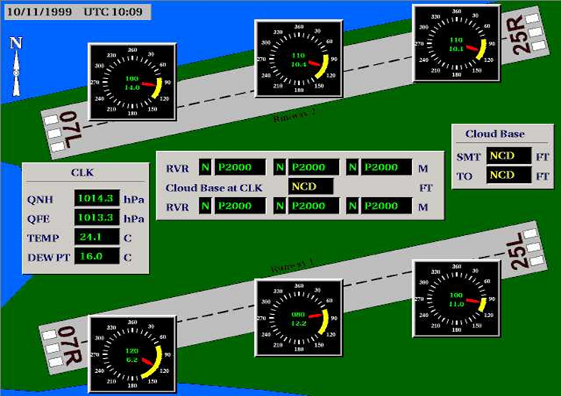 10/11/1999 UTC 10:09
N
25R
110
10.1
110
10.4
100
14.0
07L
Runway 2
Cloud Base
SMT NCD FT
TO NCD FT
CLK
QNH 1014.3 hPa
QFE 1013.3 hPa
TEMP 24.1 C
DEW PT 16.0 C
RVR N P2000 N P2000 N P2000 M
Cloud Base at CLK NCD FT
RVR N P2000 N P2000 N P2000 M
25L
Runway 1
100
11.0
080
12.2
120
6.2
07R